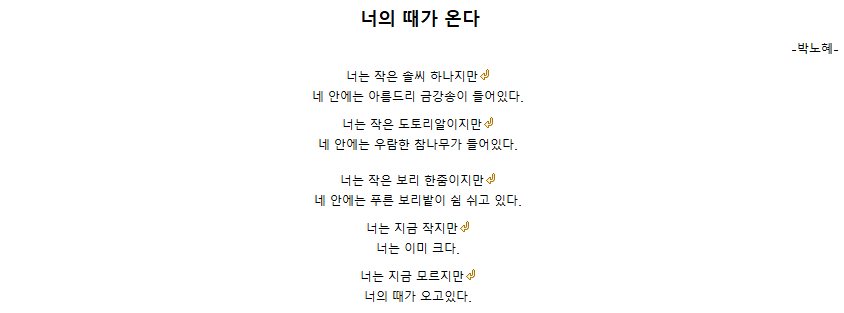 너의 때가 온다
-박노혜-
너는 작은 솔씨 하나지만
네 안에는 아름드리 금강송이 들어있다.
너는 작은 도토리알이지만
네 안에는 우람한 참나무가 들어있다.
너는 작은 보리 한줌이지만
네 안에는 푸른 보리밭이 쉼 쉬고 있다.
너는 지금 작지만
너는 이미 크다.
너는 지금 모르지만
너의 때가 오고있다.